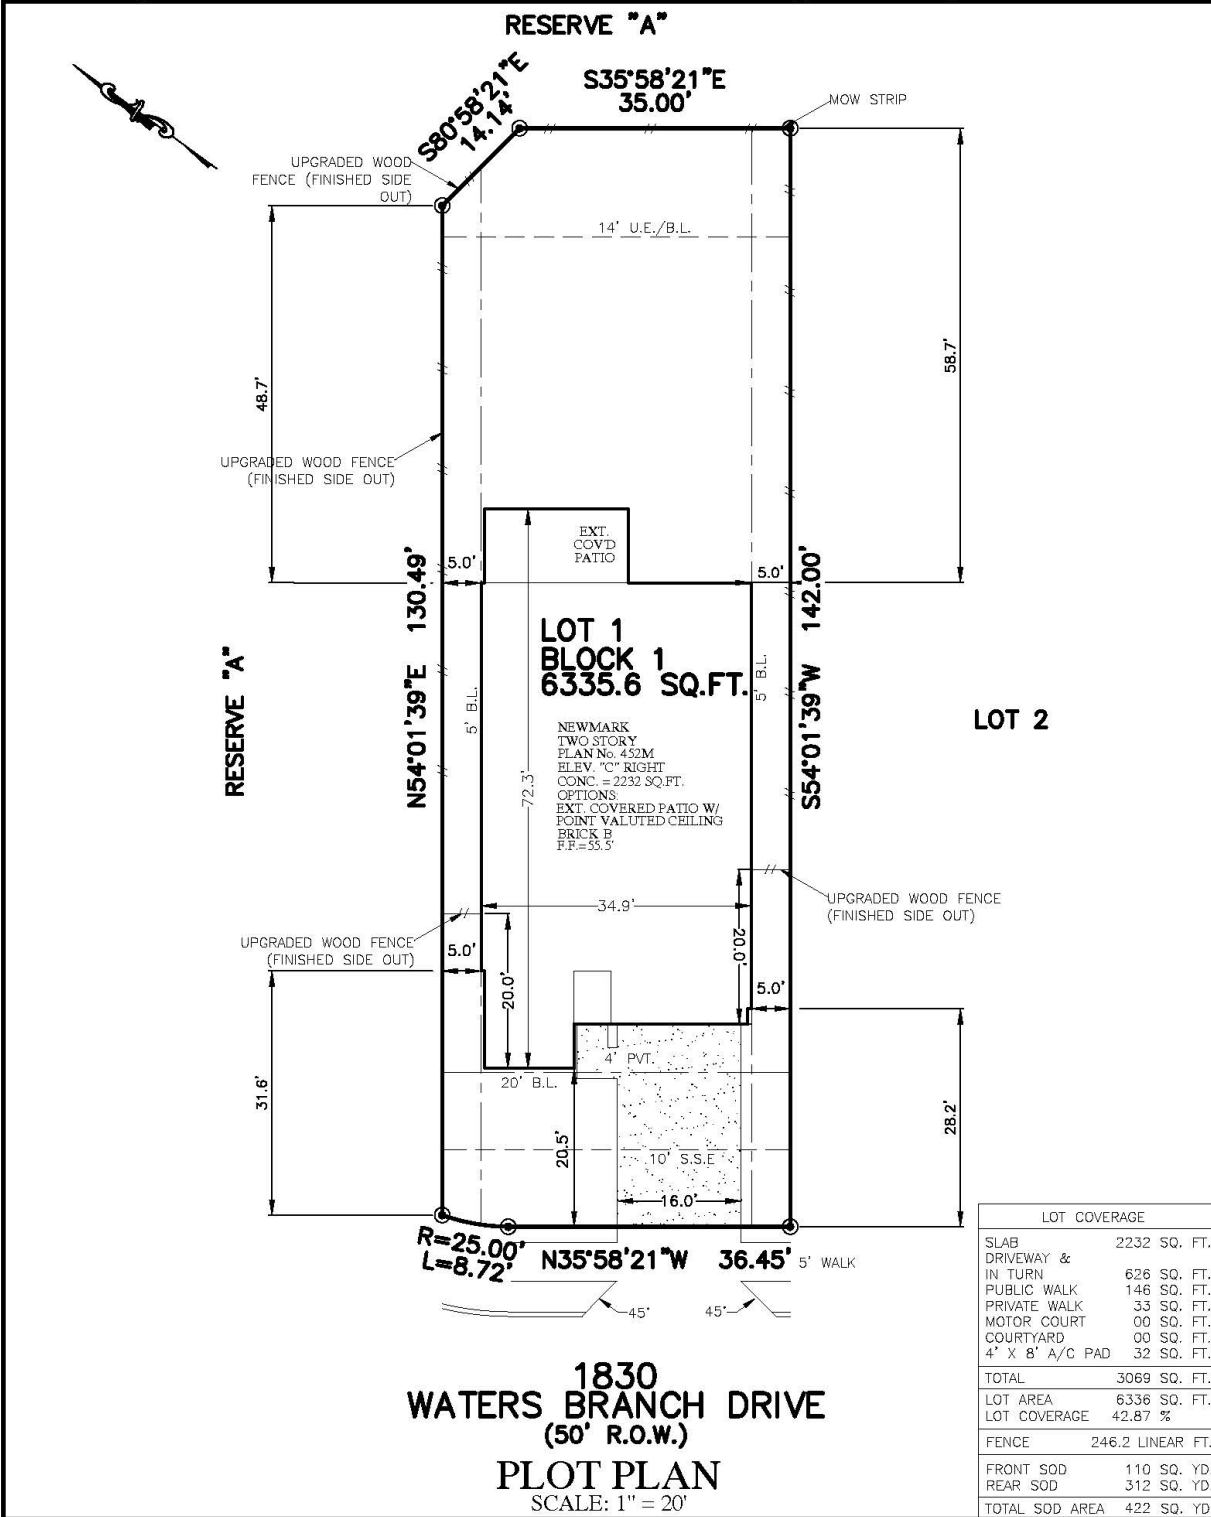 RESERVE "A"
S80°58'21"E
14.14'
S35°58'21"E
35.00'
MOW STRIP
UPGRADED WOOD
FENCE (FINISHED SIDE
OUT)
14' U.E./B.L.
48.7'
58.7'
UPGRADED WOOD FENCE
(FINISHED SIDE OUT)
EXT.
COV'D
PATIO
5.0'
5.0'
N54°01'39"E 130.49'
S54°01'39"W 142.00'
LOT 1
BLOCK 1
6335.6 SQ.FT.
RESERVE "A"
5' B.L.
5' B.L.
LOT 2
NEWMARK
TWO STORY
PLAN No. 452M
ELEV. "C" RIGHT
CONC. = 2232 SQ.FT.
OPTIONS:
EXT. COVERED PATIO W/
POINT VALUTED CEILING
BRICK B
F.F.=55.5'
72.3'
34.9'
UPGRADED WOOD FENCE
(FINISHED SIDE OUT)
UPGRADED WOOD FENCE
(FINISHED SIDE OUT)
5.0'
20.0'
20.0'
5.0'
4' PVT.
20' B.L.
31.6'
28.2'
20.5'
10' S.S.E
16.0'
R=25.00'
L=8.72'
N35°58'21"W 36.45'
5' WALK
45°
45°
1830
WATERS BRANCH DRIVE
(50' R.O.W.)
PLOT PLAN
SCALE: 1" = 20'
LOT COVERAGE
SLAB 2232 SQ. FT.
DRIVEWAY &
IN TURN 626 SQ. FT.
PUBLIC WALK 146 SQ. FT.
PRIVATE WALK 33 SQ. FT.
MOTOR COURT 00 SQ. FT.
COURTYARD 00 SQ. FT.
4' X 8' A/C PAD 32 SQ. FT.
TOTAL 3069 SQ. FT.
LOT AREA 6336 SQ. FT.
LOT COVERAGE 42.87 %
FENCE 246.2 LINEAR FT.
FRONT SOD 110 SQ. YD
REAR SOD 312 SQ. YD
TOTAL SOD AREA 422 SQ. YD